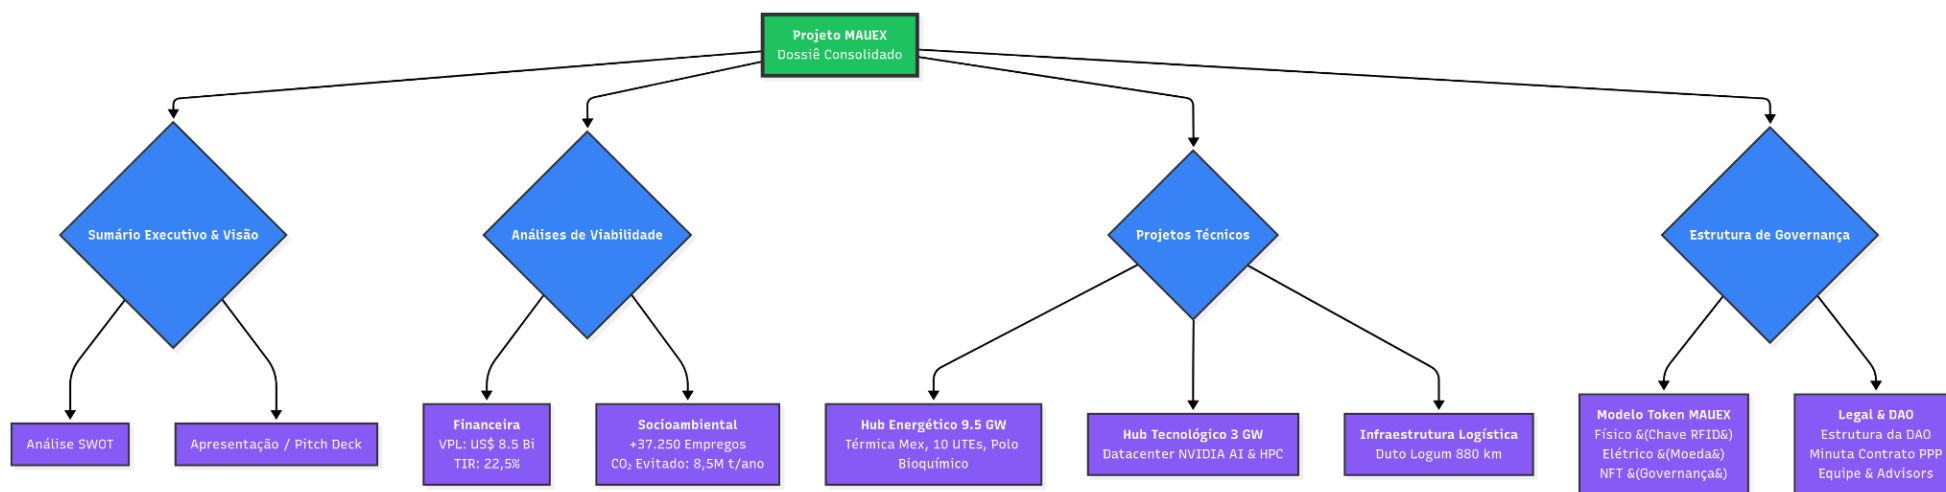 Projeto MAUEX
Dossiê Consolidado
Sumário Executivo & Visão
Análises de Viabilidade
Projetos Técnicos
Estrutura de Governança
Análise SWOT
Apresentação / Pitch Deck
Financeira
VPL: US$ 8.5 Bi
TIR: 22,5%
Socioambiental
+37.250 Empregos
CO₂ Evitado: 8,5M t/ano
Hub Energético 9.5 GW
Térmica Mex, 10 UTEs, Polo
Bioquímico
Hub Tecnológico 3 GW
Datacenter NVIDIA AI & HPC
Infraestrutura Logística
Duto Logum 880 km
Modelo Token MAUEX
Físico &(Chave RFID&)
Elétrico &(Moeda&)
NFT &(Governança&)
Legal & DAO
Estrutura da DAO
Minuta Contrato PPP
Equipe & Advisors